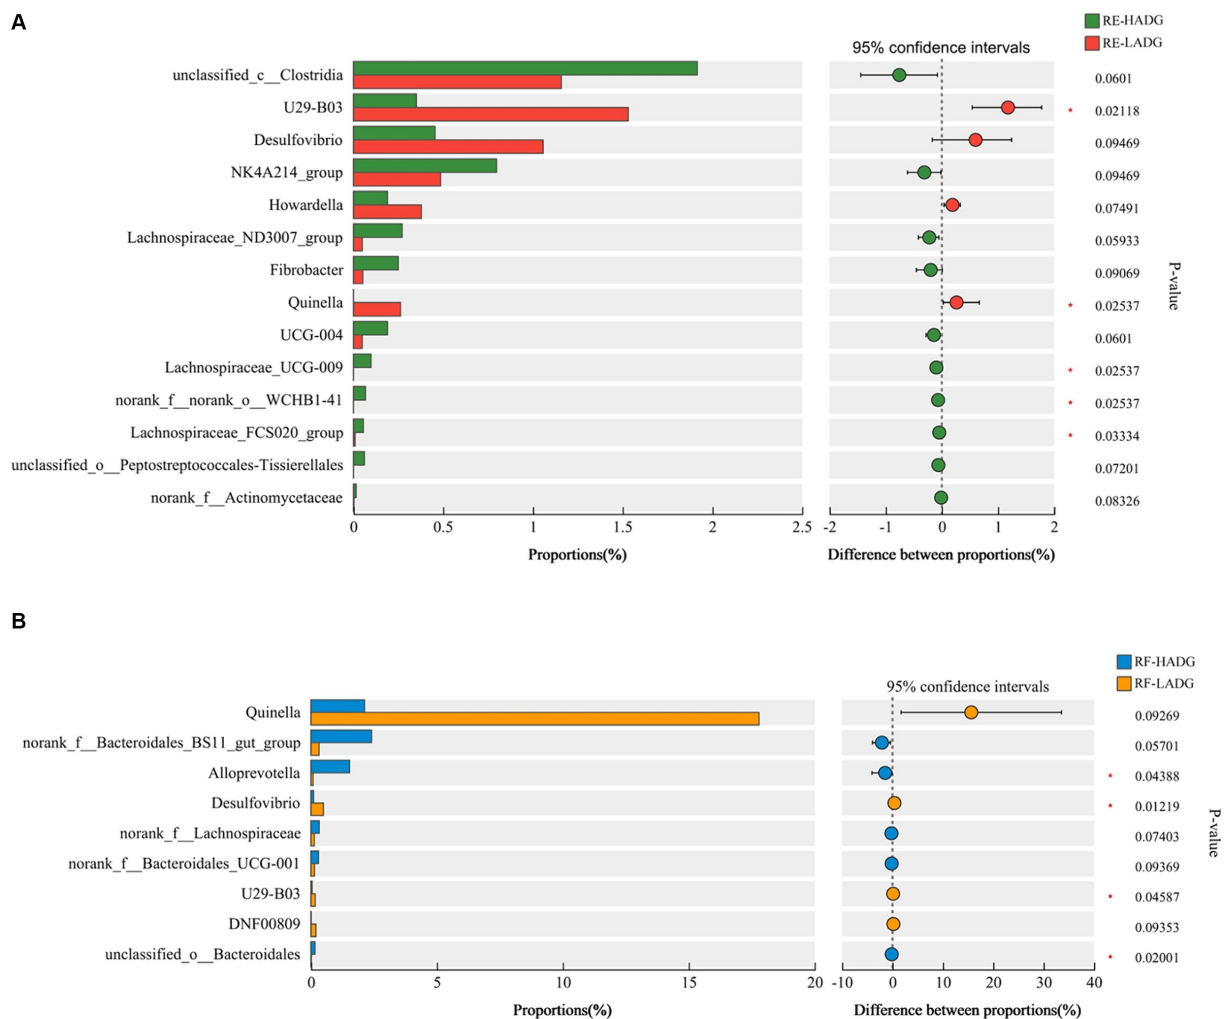 A
RE-HADG
RE-LADG
95% confidence intervals
unclassified_c__Clostridia 0.0601
U29-B03 * 0.02118
Desulfovibrio 0.09469
NK4A214_group 0.09469
Howardella 0.07491
Lachnospiraceae_ND3007_group 0.05933
Fibrobacter 0.09069
Quinella * 0.02537
UCG-004 0.0601
Lachnospiraceae_UCG-009 * 0.02537
norank_f__norank_o__WCHB1-41 * 0.02537
Lachnospiraceae_FCS020_group * 0.03334
unclassified_o__Peptostreptococcales-Tissierellales 0.07201
norank_f__Actinomycetaceae 0.08326
P-value
0 0.5 1 1.5 2 2.5 -2 -1 0 1 2
Proportions(%) Difference between proportions(%)
B
RF-HADG
RF-LADG
95% confidence intervals
Quinella 0.09269
norank_f__Bacteroidales_BS11_gut_group 0.05701
Alloprevotella * 0.04388
Desulfovibrio * 0.01219
norank_f__Lachnospiraceae 0.07403
norank_f__Bacteroidales_UCG-001 0.09369
U29-B03 * 0.04587
DNF00809 0.09353
unclassified_o__Bacteroidales * 0.02001
P-value
0 5 10 15 20 -10 0 10 20 30 40
Proportions(%) Difference between proportions(%)